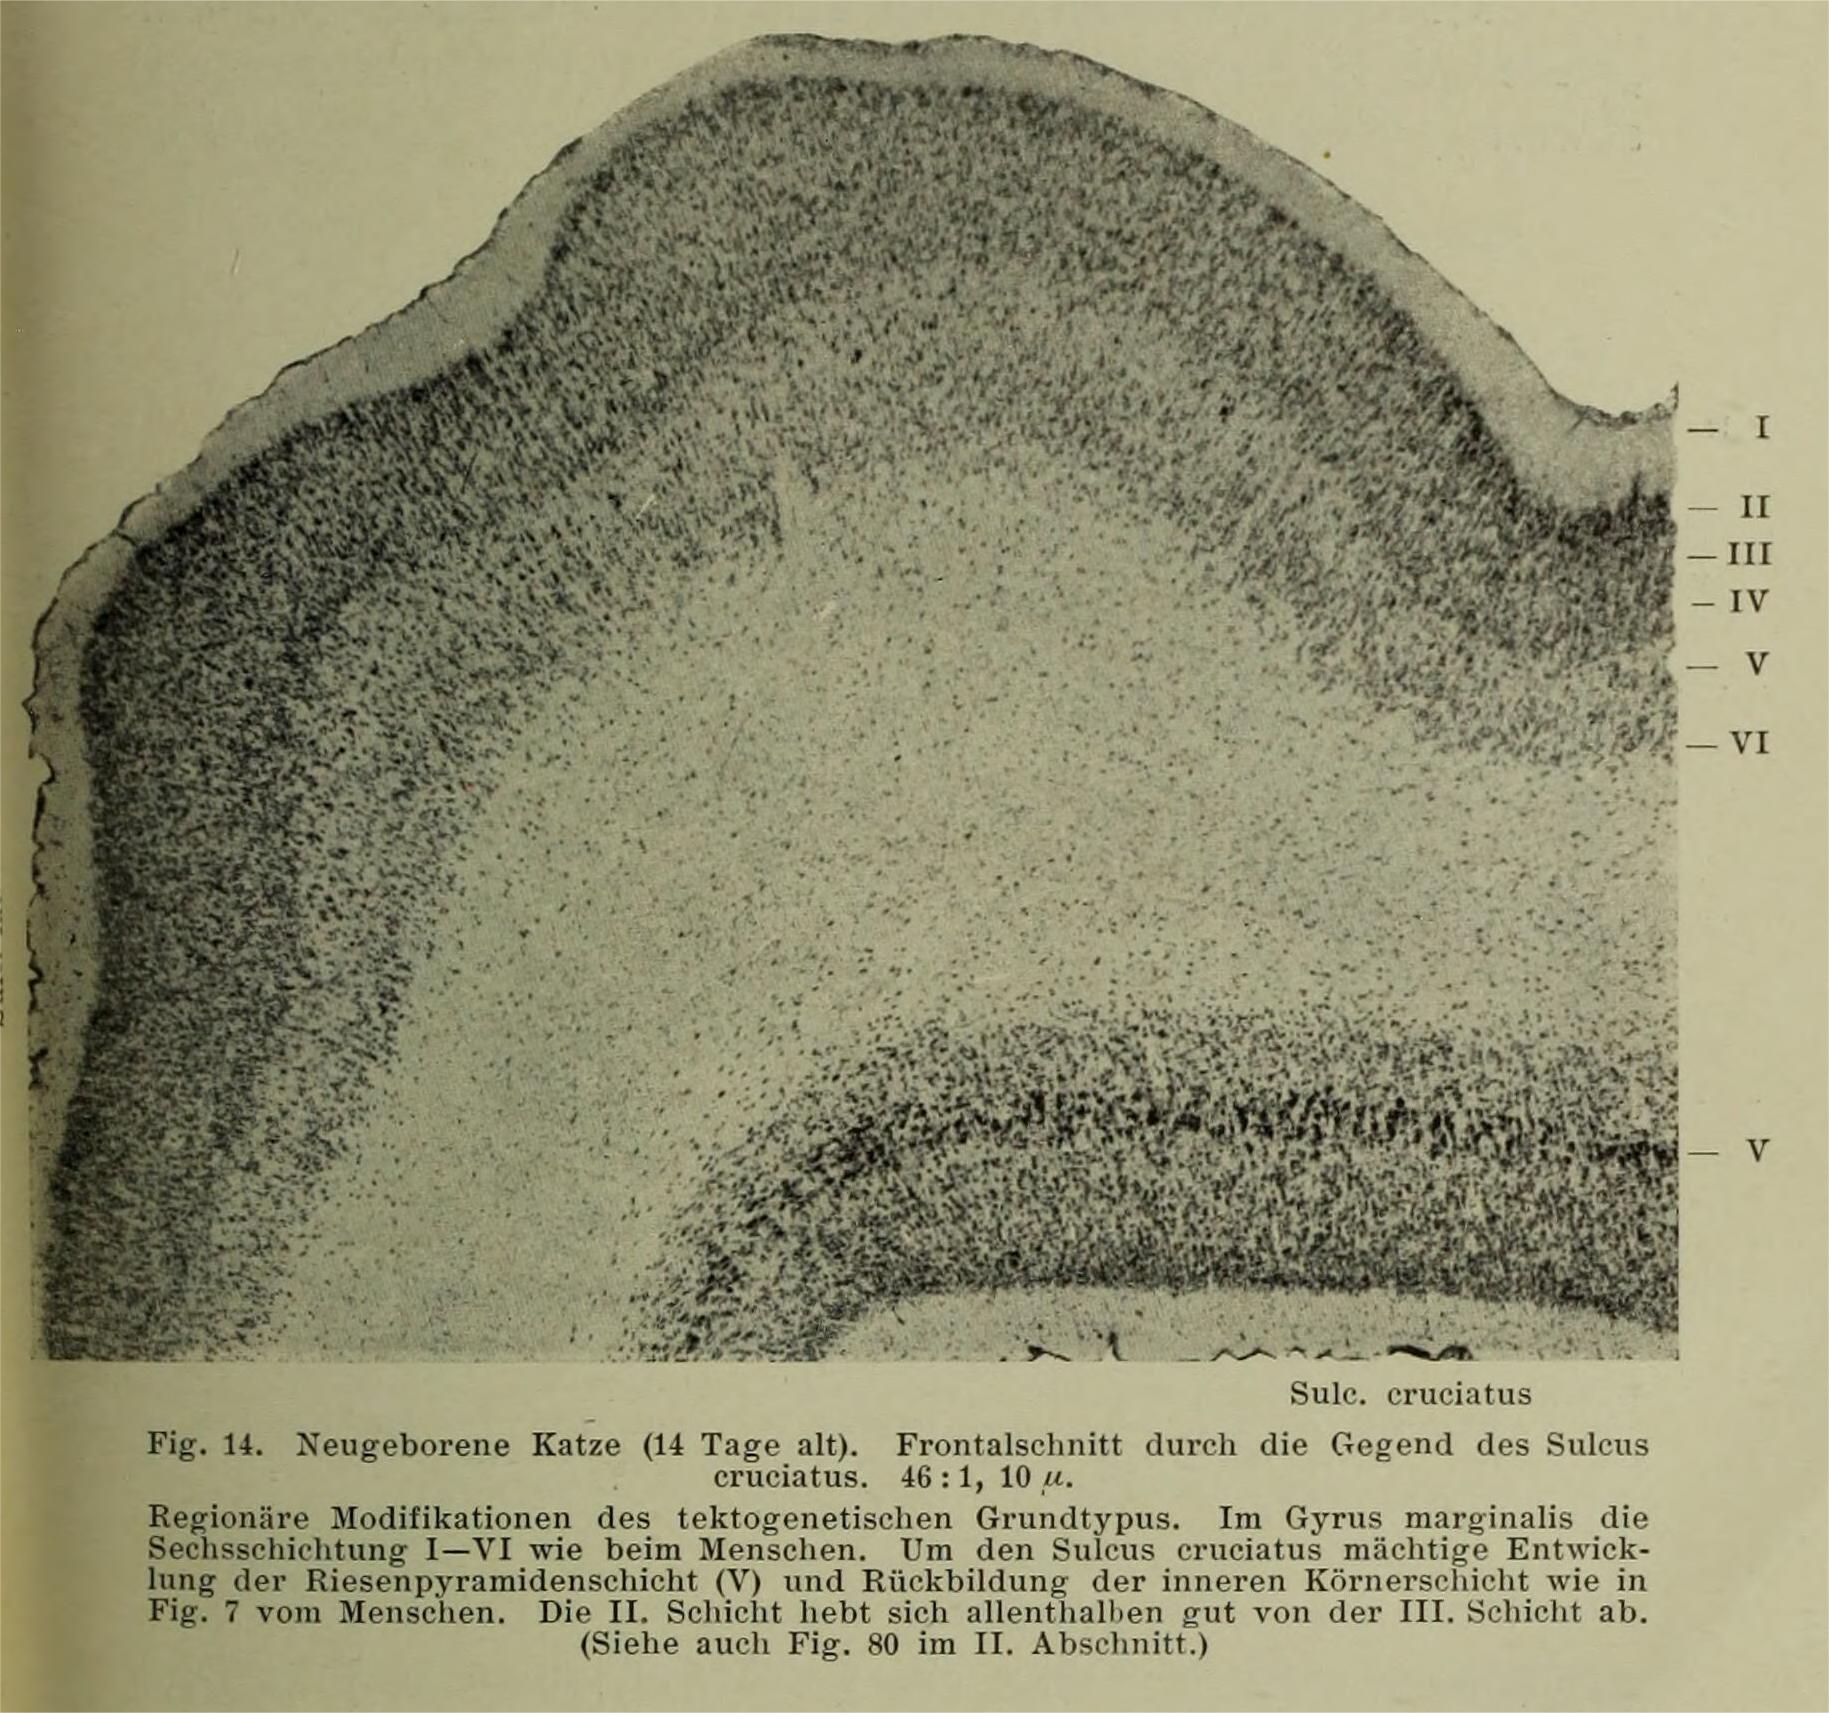 — I
— II
— III
— IV
— V
— VI
— V
Sulc. cruciatus
Fig. 14. Neugeborene Katze (14 Tage alt). Frontalschnitt durch die Gegend des Sulcus
cruciatus. 46 : 1, 10 μ.
Regionäre Modifikationen des tektogenetischen Grundtypus. Im Gyrus marginalis die
Sechsschichtung I—VI wie beim Menschen. Um den Sulcus cruciatus mächtige Entwick-
lung der Riesenpyramidenschicht (V) und Rückbildung der inneren Körnerschicht wie in
Fig. 7 vom Menschen. Die II. Schicht hebt sich allenthalben gut von der III. Schicht ab.
(Siehe auch Fig. 80 im II. Abschnitt.)